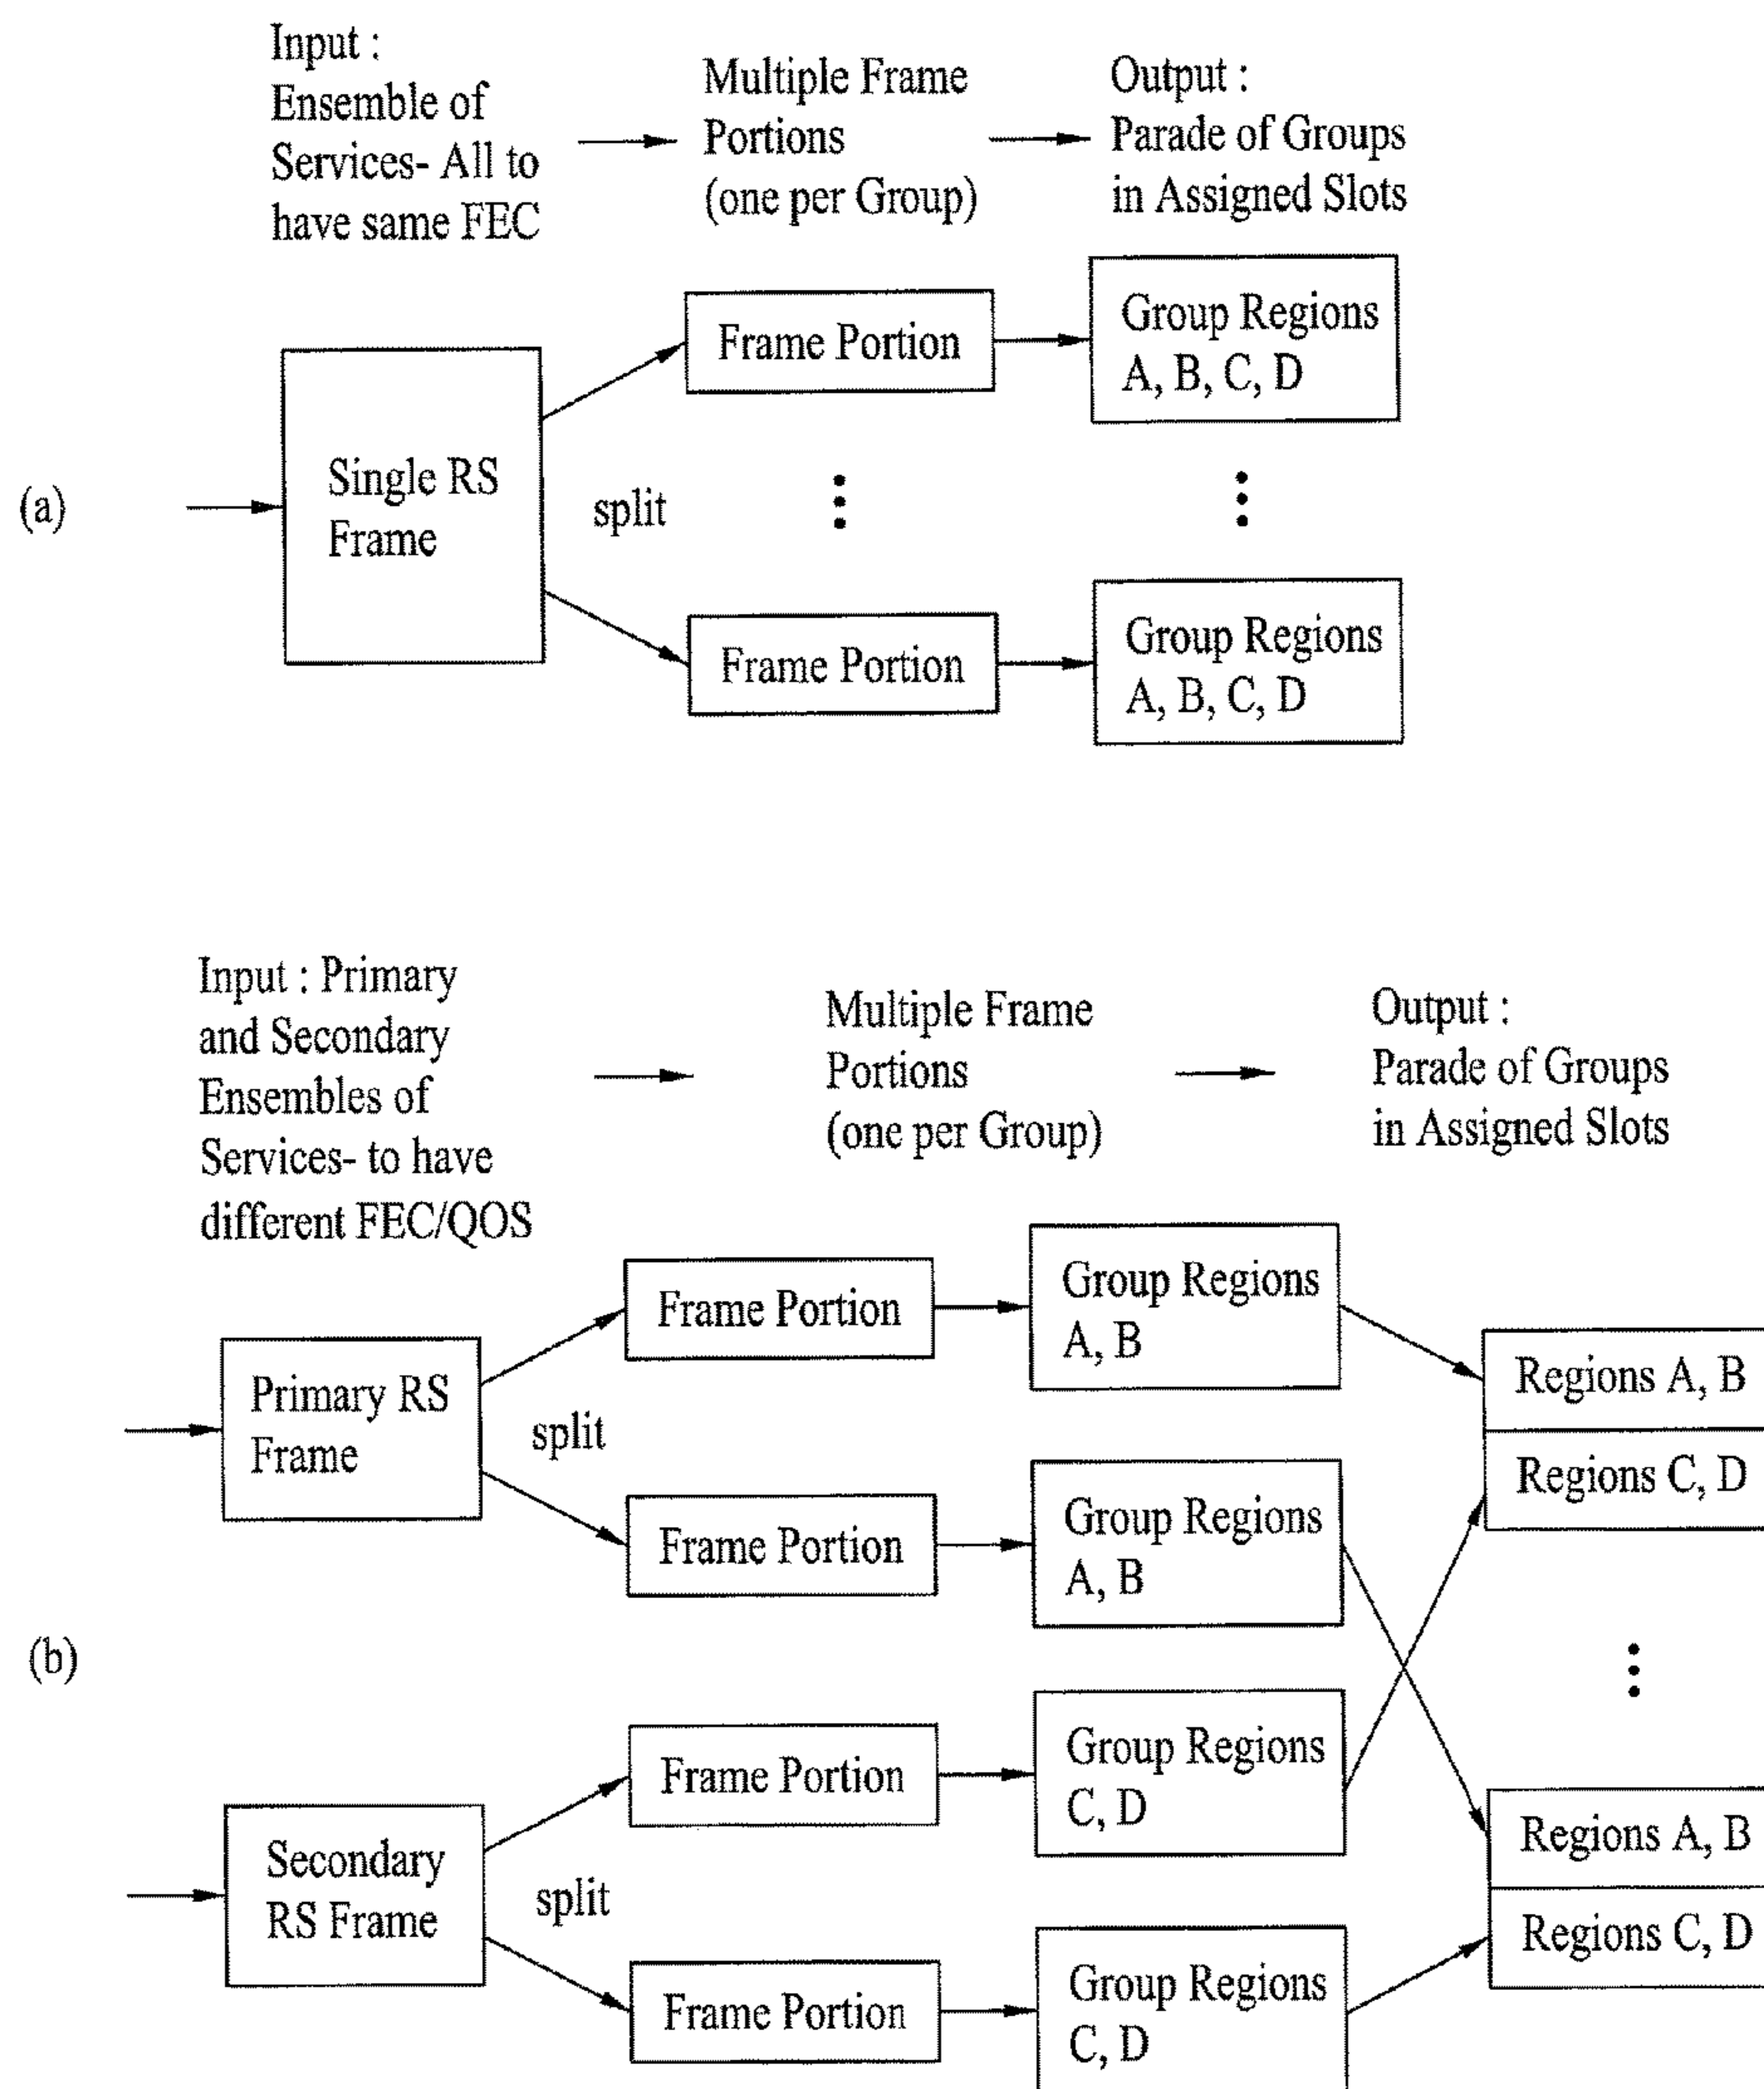 Input :
Ensemble of
Services- All to
have same FEC
Multiple Frame
Portions
(one per Group)
Output :
Parade of Groups
in Assigned Slots
(a)
Single RS
Frame
split
Frame Portion
Group Regions
A, B, C, D
Frame Portion
Group Regions
A, B, C, D
Input : Primary
and Secondary
Ensembles of
Services- to have
different FEC/QOS
Multiple Frame
Portions
(one per Group)
Output :
Parade of Groups
in Assigned Slots
(b)
Primary RS
Frame
split
Frame Portion
Group Regions
A, B
Frame Portion
Group Regions
A, B
Secondary
RS Frame
split
Frame Portion
Group Regions
C, D
Frame Portion
Group Regions
C, D
Regions A, B
Regions C, D
Regions A, B
Regions C, D